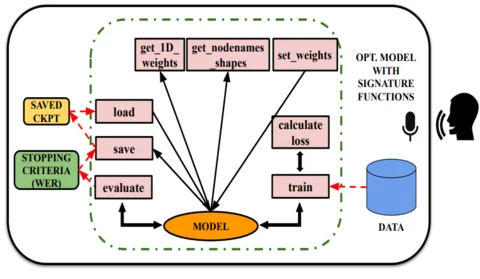 get_1D_
weights
get_nodenames
_shapes
set_weights
OPT. MODEL
WITH
SIGNATURE
FUNCTIONS
SAVED
CKPT
load
calculate
loss
save
STOPPING
CRITERIA
(WER)
evaluate
train
MODEL
DATA